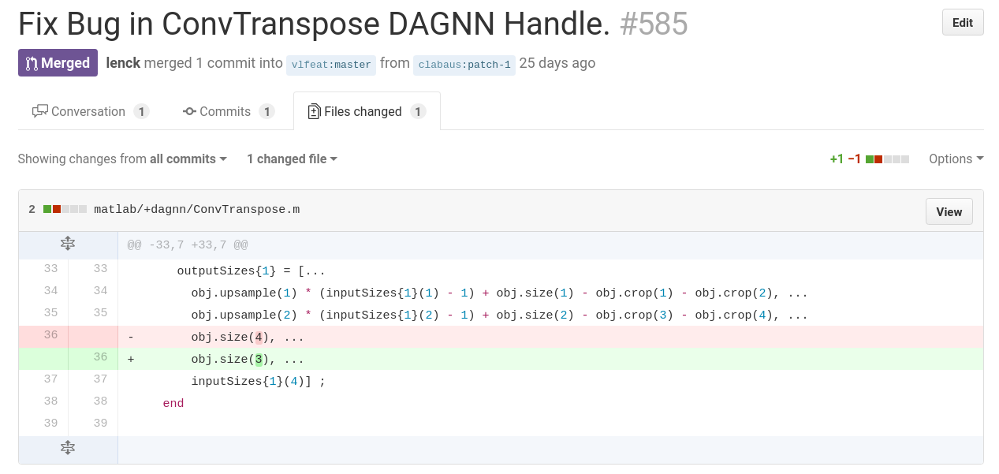 Fix Bug in ConvTranspose DAGNN Handle. #585
Edit
Merged lenck merged 1 commit into vlfeat:master from clabaus:patch-1 25 days ago
Conversation 1 Commits 1 Files changed 1
Showing changes from all commits 1 changed file +1 −1 Options
2 matlab/+dagnn/ConvTranspose.m View
@@ -33,7 +33,7 @@
33 33 outputSizes{1} = [...
34 34 obj.upsample(1) * (inputSizes{1}(1) - 1) + obj.size(1) - obj.crop(1) - obj.crop(2), ...
35 35 obj.upsample(2) * (inputSizes{1}(2) - 1) + obj.size(2) - obj.crop(3) - obj.crop(4), ...
36 - obj.size(4), ...
36 + obj.size(3), ...
37 37 inputSizes{1}(4)] ;
38 38 end
39 39